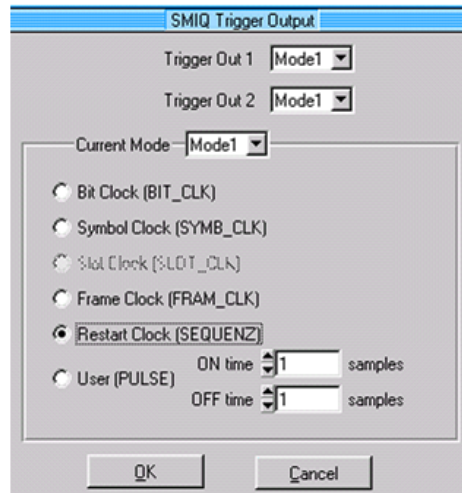 SMIQ Trigger Output
Trigger Out 1 Mode1
Trigger Out 2 Mode1
Current Mode Mode1
Bit Clock (BIT_CLK)
Symbol Clock (SYMB_CLK)
Slot Clock (SLOT_CLK)
Frame Clock (FRAM_CLK)
Restart Clock (SEQUENZ)
ON time 1 samples
User (PULSE)
OFF time 1 samples
OK Cancel